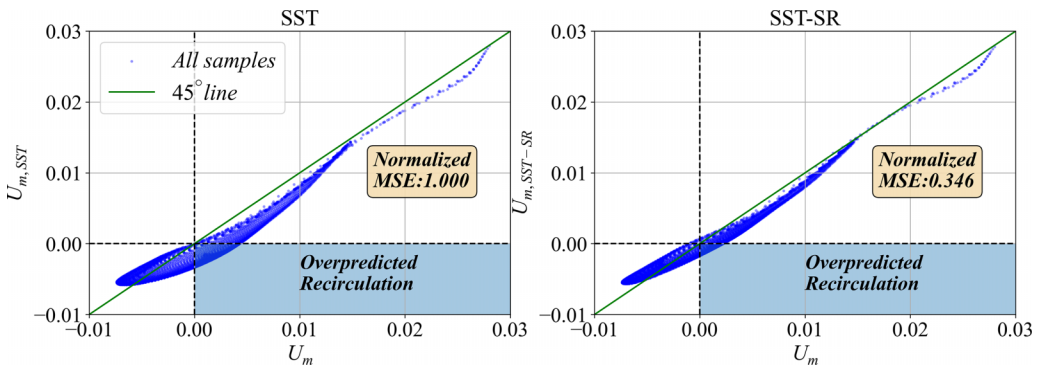 SST
0.03
0.02
0.01
0.00
−0.01
U_{m,SST}
All samples
45° line
Normalized
MSE:1.000
Overpredicted
Recirculation
−0.01 0.00 0.01 0.02 0.03
U_m
SST-SR
0.03
0.02
0.01
0.00
−0.01
U_{m,SST−SR}
Normalized
MSE:0.346
Overpredicted
Recirculation
−0.01 0.00 0.01 0.02 0.03
U_m